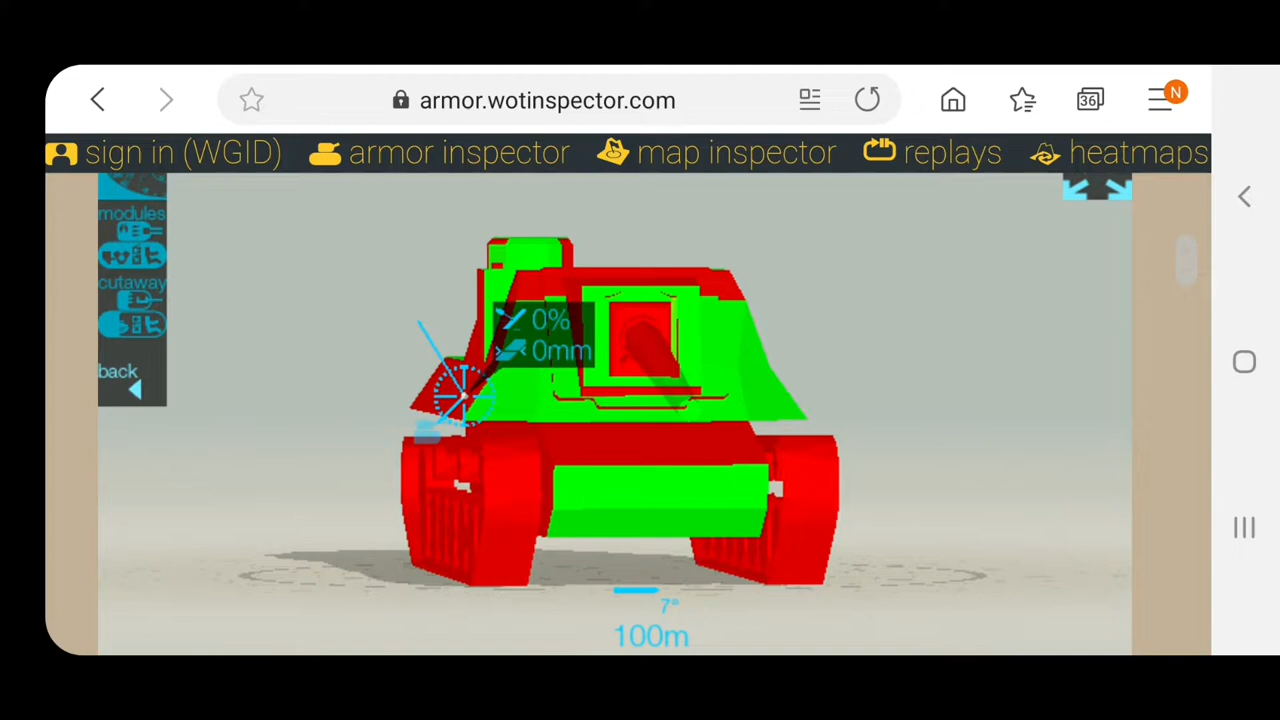 armor.wotinspector.com
36
N
sign in (WGID) armor inspector map inspector replays heatmaps
modules
cutaway
back
0%
0mm
7°
100m